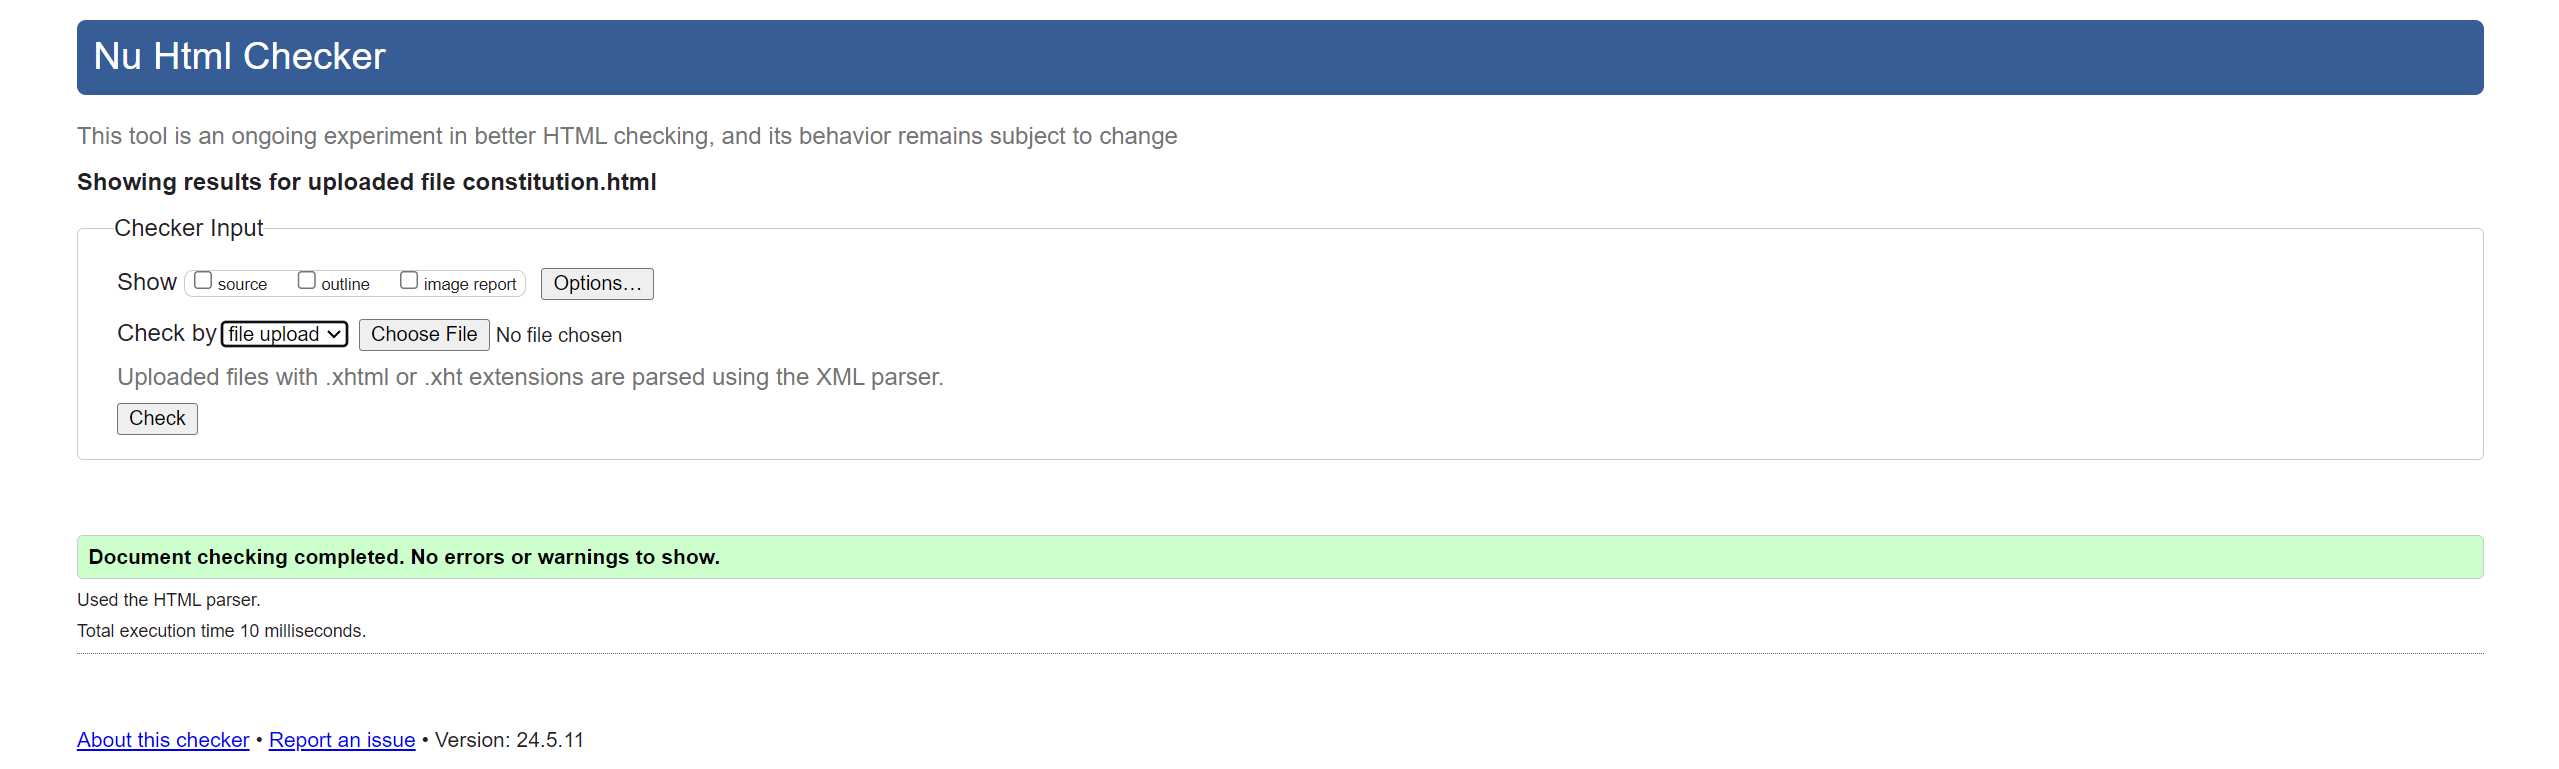 Nu Html Checker
This tool is an ongoing experiment in better HTML checking, and its behavior remains subject to change
Showing results for uploaded file constitution.html
Checker Input
Show source outline image report Options…
Check by file upload Choose File No file chosen
Uploaded files with .xhtml or .xht extensions are parsed using the XML parser.
Check
Document checking completed. No errors or warnings to show.
Used the HTML parser.
Total execution time 10 milliseconds.
About this checker • Report an issue • Version: 24.5.11